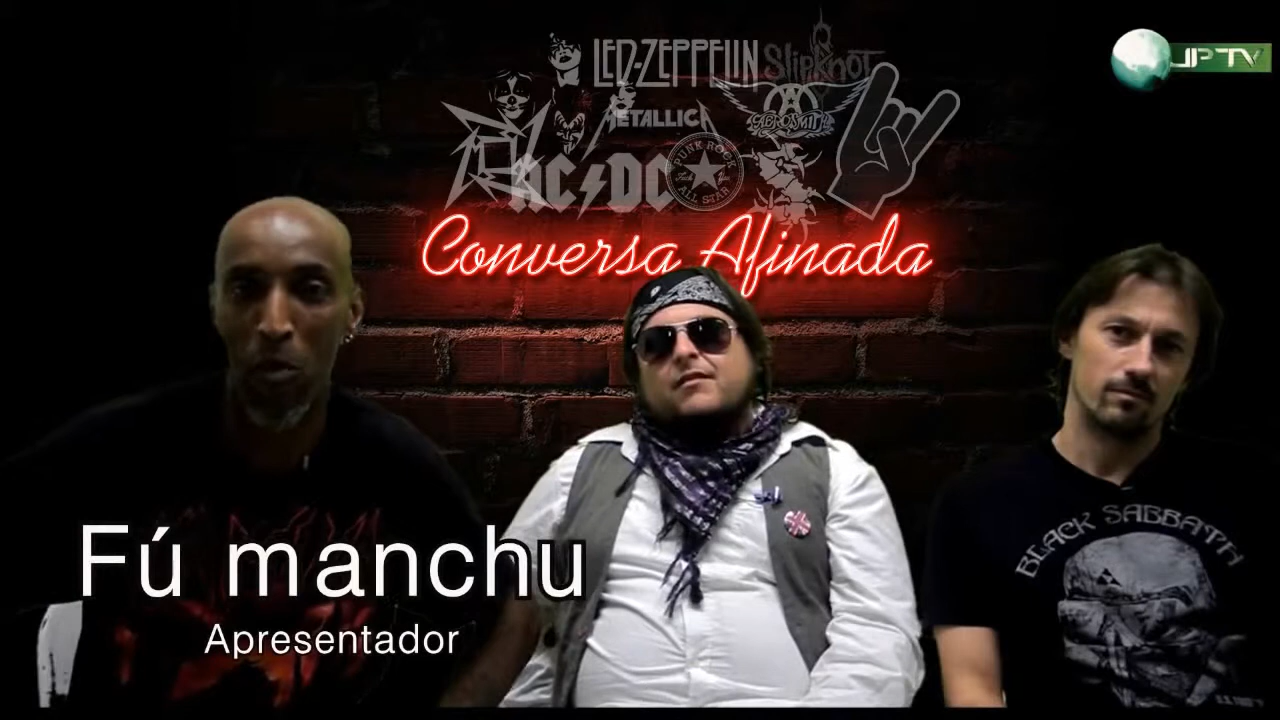 LED-ZEPPELIN
SLIPKNOT
METALLICA
AEROSMITH
AC/DC
PUNK ROCK
ALL STAR
JPTV
Conversa Afinada
BLACK SABBATH
Fú manchu
Apresentador